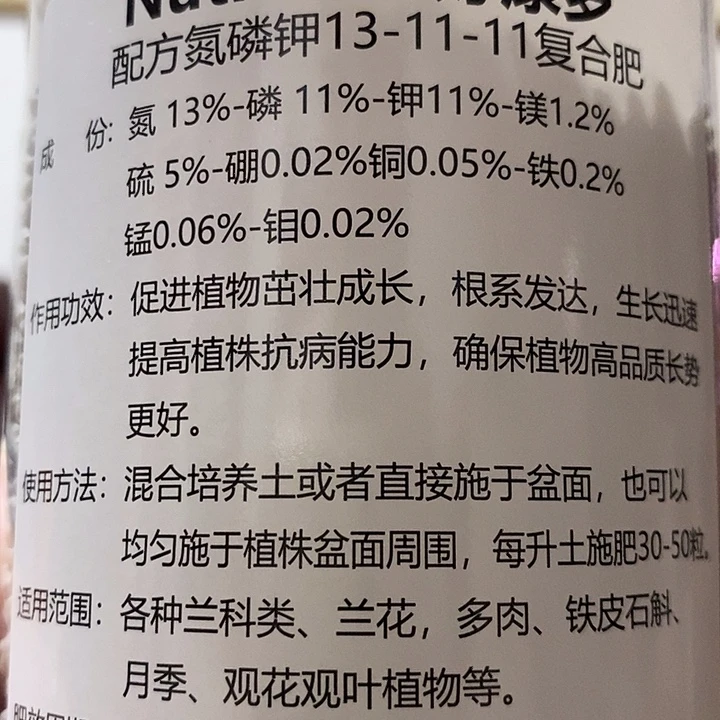 配方氮磷钾13-11-11复合肥
成 份: 氮 13%-磷 11%-钾11%-镁1.2%
硫 5%-硼0.02%铜0.05%-铁0.2%
锰0.06%-钼0.02%
作用功效: 促进植物茁壮成长，根系发达，生长迅速
提高植株抗病能力，确保植物高品质长势
更好。
使用方法: 混合培养土或者直接施于盆面，也可以
均匀施于植株盆面周围，每升土施肥30-50粒。
适用范围: 各种兰科类、兰花，多肉、铁皮石斛、
月季、观花观叶植物等。